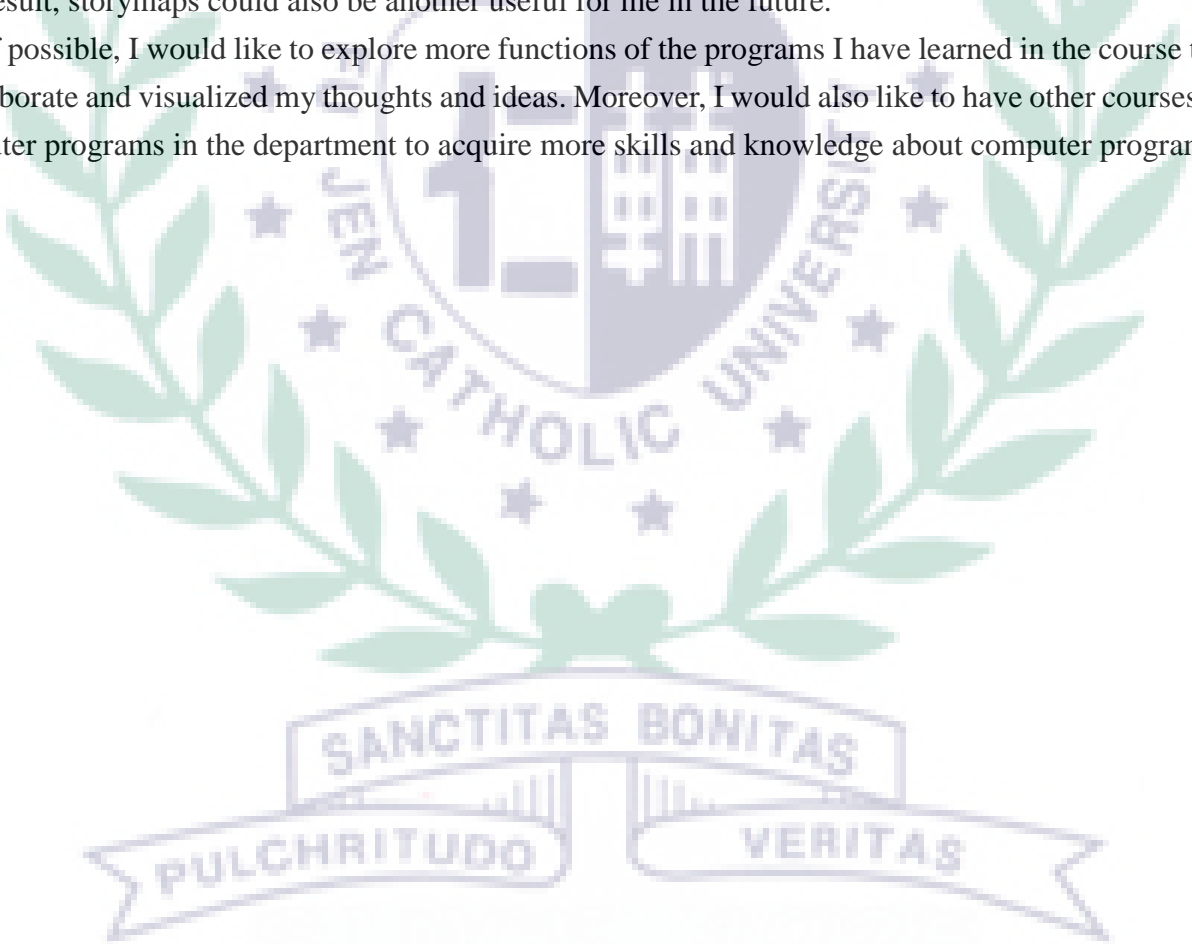 result, storymaps could also be another useful for me in the future.
f possible, I would like to explore more functions of the programs I have learned in the course
borate and visualized my thoughts and ideas. Moreover, I would also like to have other courses
ter programs in the department to acquire more skills and knowledge about computer progra
JEN CATHOLIC UNIVERSIT
SANCTITAS BONITAS
PULCHRITUDO VERITAS